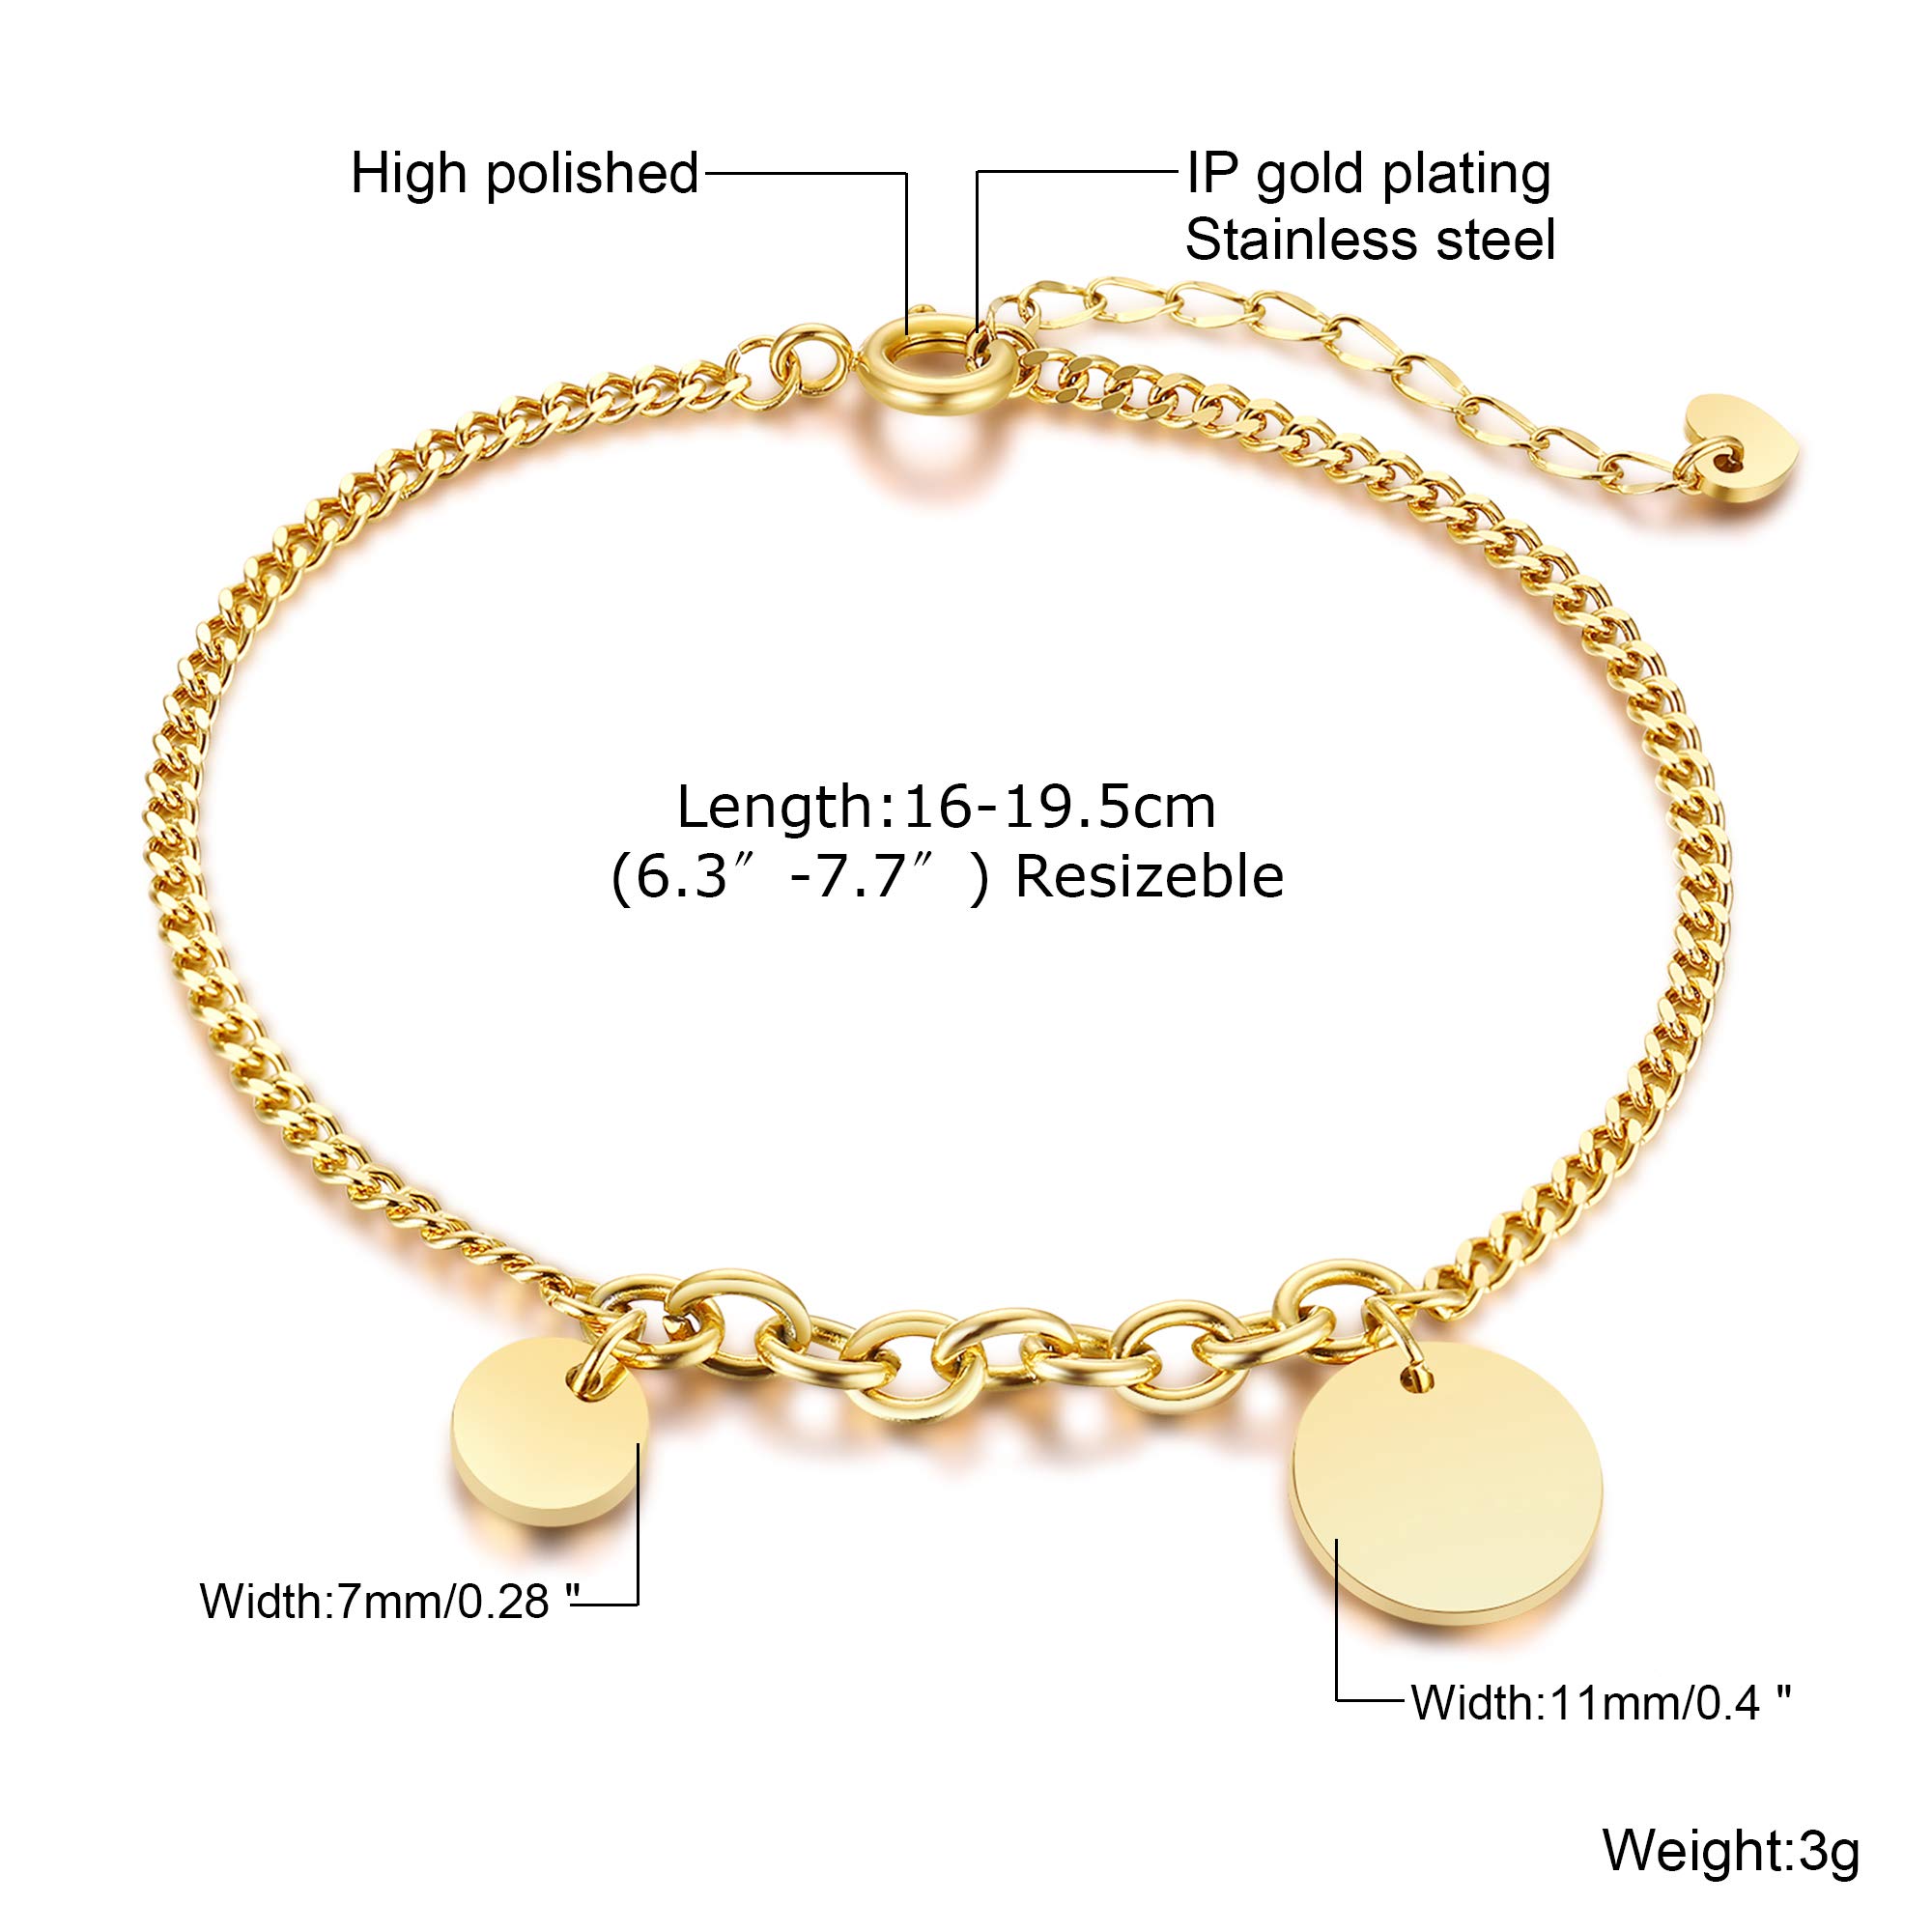 High polished
IP gold plating
Stainless steel
Length:16-19.5cm
(6.3″ -7.7″ ) Resizeble
Width:7mm/0.28 "
Width:11mm/0.4 "
Weight:3g